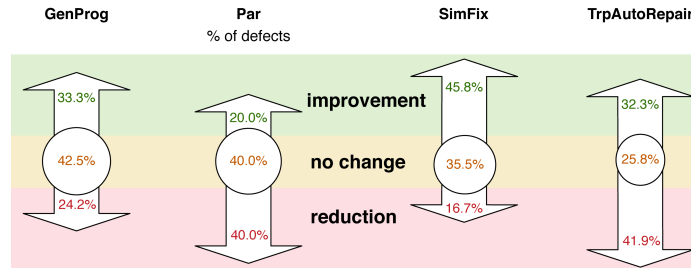 GenProg Par SimFix TrpAutoRepair
% of defects
33.3% 20.0% improvement 45.8% 32.3%
42.5% 40.0% no change 35.5% 25.8%
24.2% 40.0% reduction 16.7% 41.9%